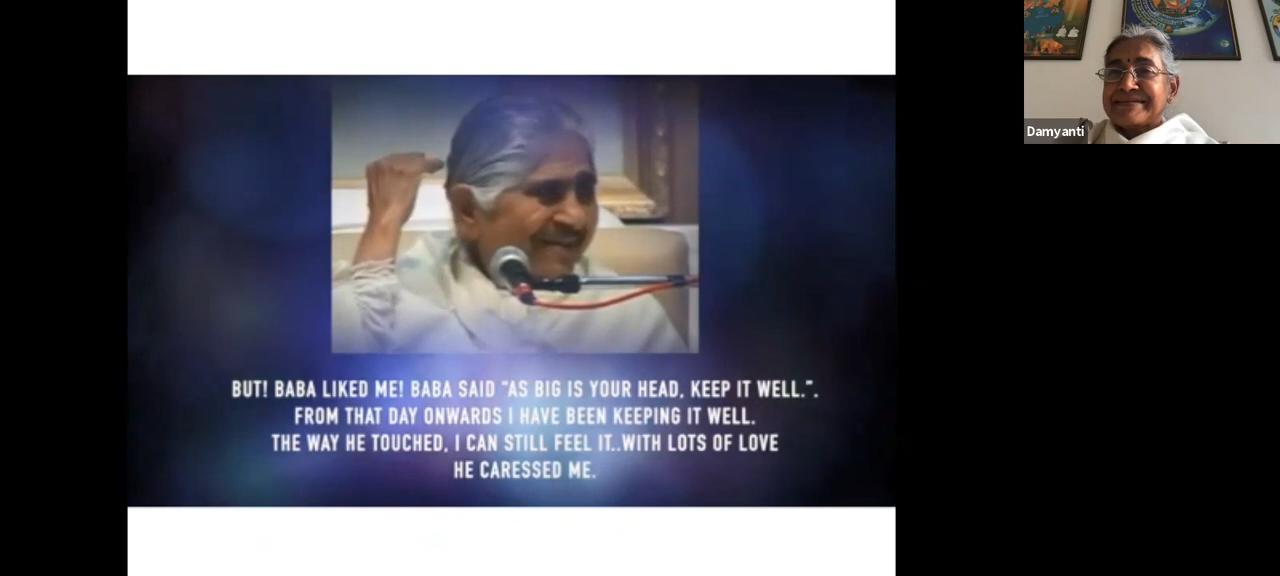 BUT! BABA LIKED ME! BABA SAID "AS BIG IS YOUR HEAD, KEEP IT WELL.".
FROM THAT DAY ONWARDS I HAVE BEEN KEEPING IT WELL.
THE WAY HE TOUCHED, I CAN STILL FEEL IT..WITH LOTS OF LOVE
HE CARESSED ME.
Damyanti